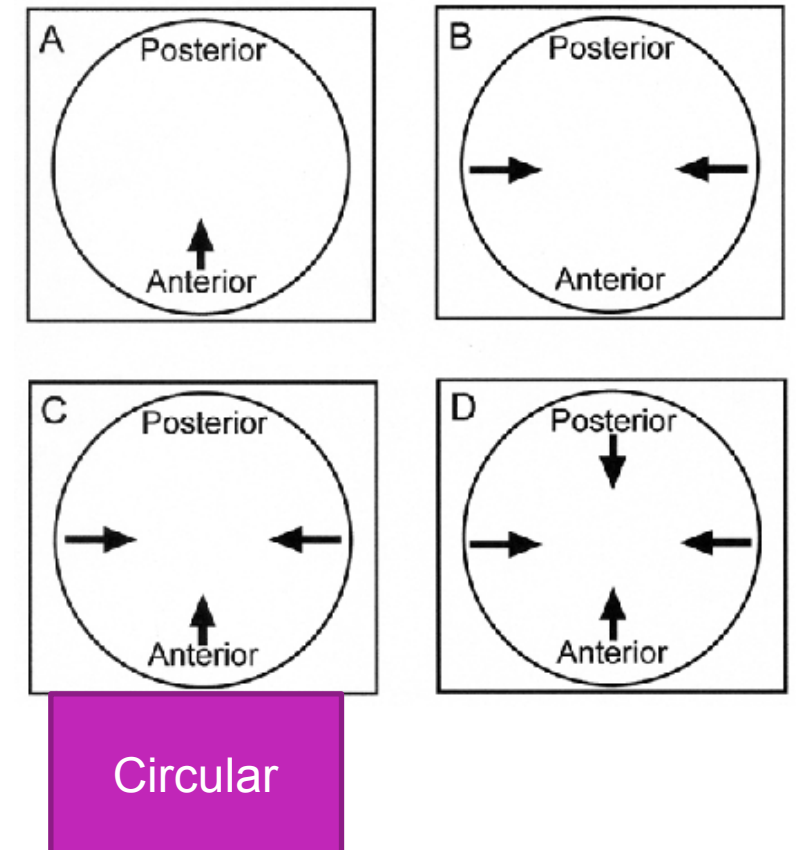 A
Posterior
Anterior
B
Posterior
Anterior
C
Posterior
Anterior
D
Posterior
Anterior
Circular